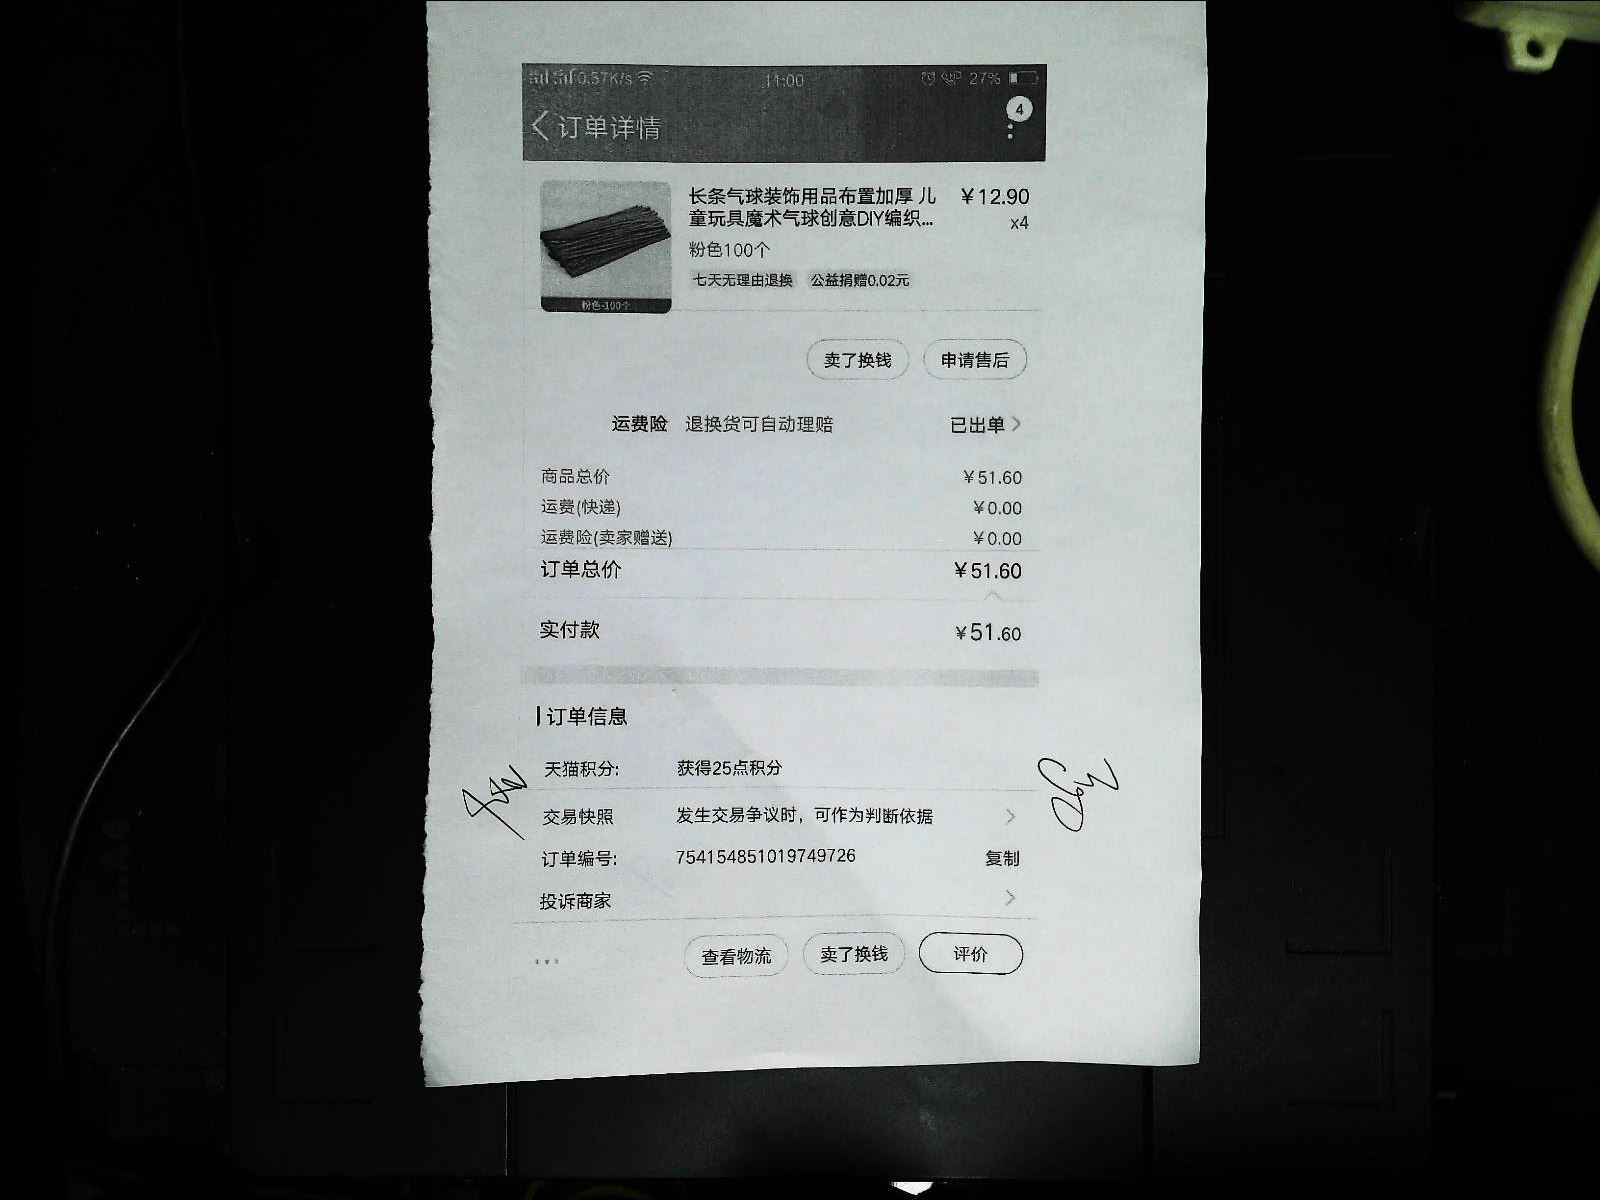 0.57K/s 11:00 27%
订单详情
4
长条气球装饰用品布置加厚 儿 ¥12.90
童玩具魔术气球创意DIY编织... x4
粉色100个
七天无理由退换 公益捐赠0.02元
粉色-100个
卖了换钱 申请售后
运费险 退换货可自动理赔 已出单
商品总价 ¥51.60
运费(快递) ¥0.00
运费险(卖家赠送) ¥0.00
订单总价 ¥51.60
实付款 ¥51.60
订单信息
天猫积分: 获得25点积分
交易快照 发生交易争议时，可作为判断依据
订单编号: 754154851019749726 复制
投诉商家
... 查看物流 卖了换钱 评价